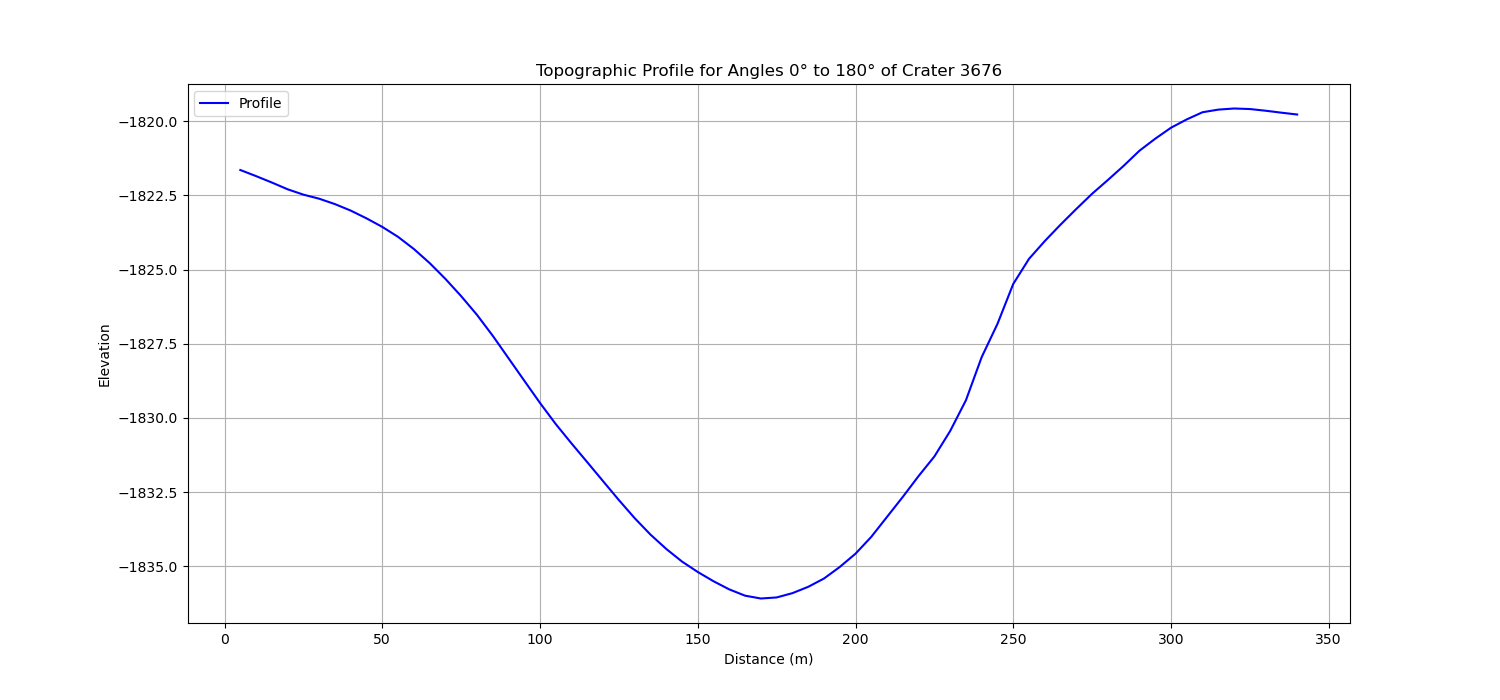 Topographic Profile for Angles 0° to 180° of Crater 3676
Profile
−1820.0
−1822.5
−1825.0
−1827.5
−1830.0
−1832.5
−1835.0
Elevation
0 50 100 150 200 250 300 350
Distance (m)